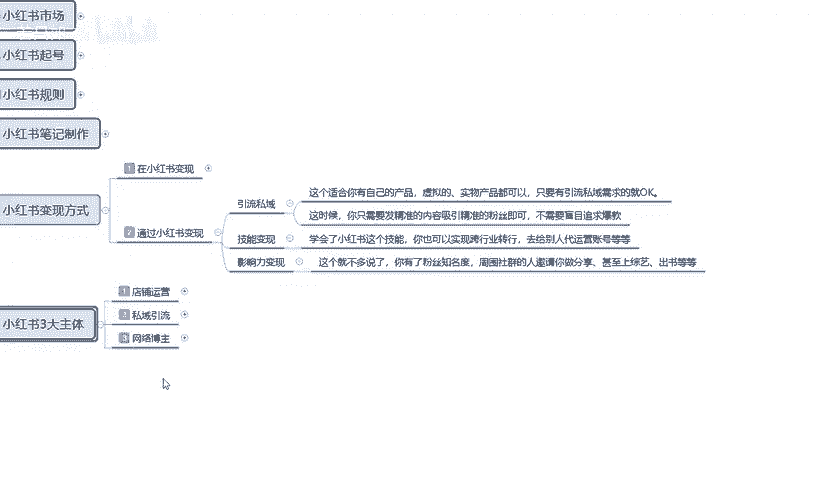 小红书市场
小红书起号
小红书规则
小红书笔记制作
小红书变现方式
1 在小红书变现
2 通过小红书变现
引流私域
这个适合你有自己的产品，虚拟的、实物产品都可以，只要有引流私域需求的就OK。
这时候，你只需要发精准的内容吸引精准的粉丝即可，不需要盲目追求爆款
技能变现
学会了小红书这个技能，你也可以实现跨行业转行，去给别人代运营账号等等
影响力变现
这个就不多说了，你有了粉丝知名度，周围社群的人邀请你做分享、甚至上综艺、出书等等
小红书3大主体
1 店铺运营
2 私域引流
3 网络博主